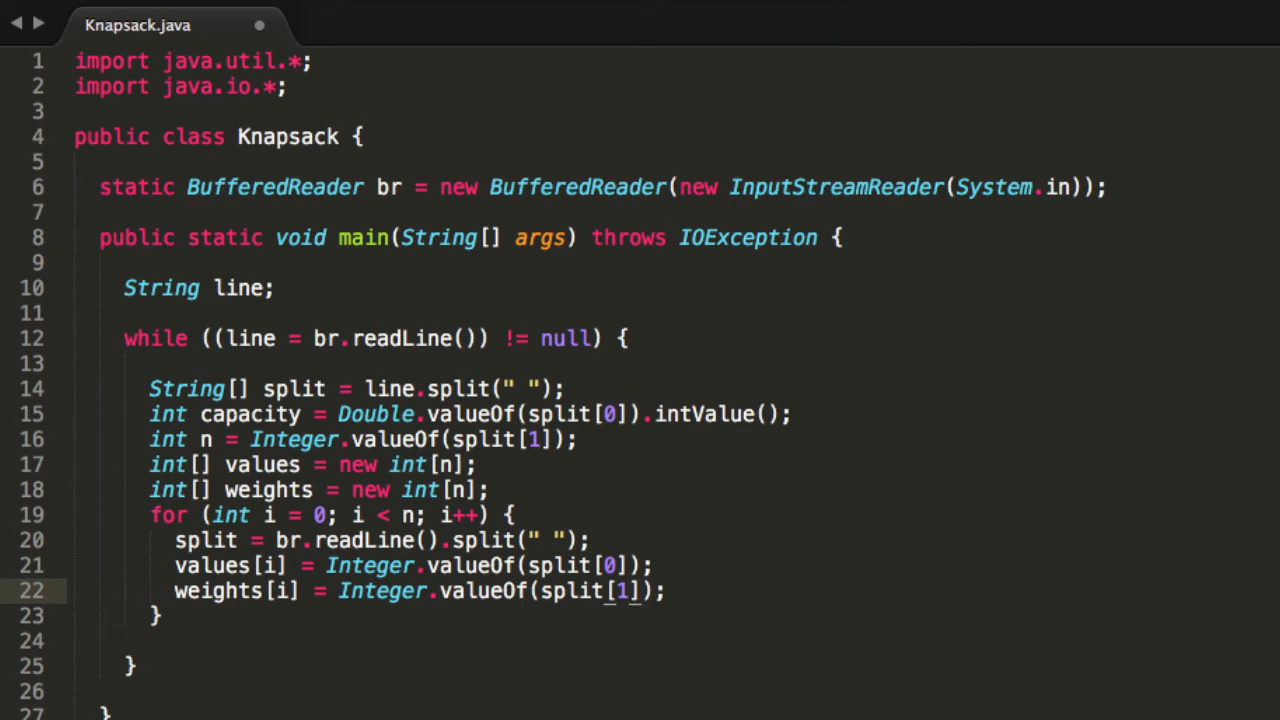 Knapsack.java
1 import java.util.*;
2 import java.io.*;
3
4 public class Knapsack {
5
6 static BufferedReader br = new BufferedReader(new InputStreamReader(System.in));
7
8 public static void main(String[] args) throws IOException {
9
10 String line;
11
12 while ((line = br.readLine()) != null) {
13
14 String[] split = line.split(" ");
15 int capacity = Double.valueOf(split[0]).intValue();
16 int n = Integer.valueOf(split[1]);
17 int[] values = new int[n];
18 int[] weights = new int[n];
19 for (int i = 0; i < n; i++) {
20 split = br.readLine().split(" ");
21 values[i] = Integer.valueOf(split[0]);
22 weights[i] = Integer.valueOf(split[1]);
23 }
24
25 }
26
27 }